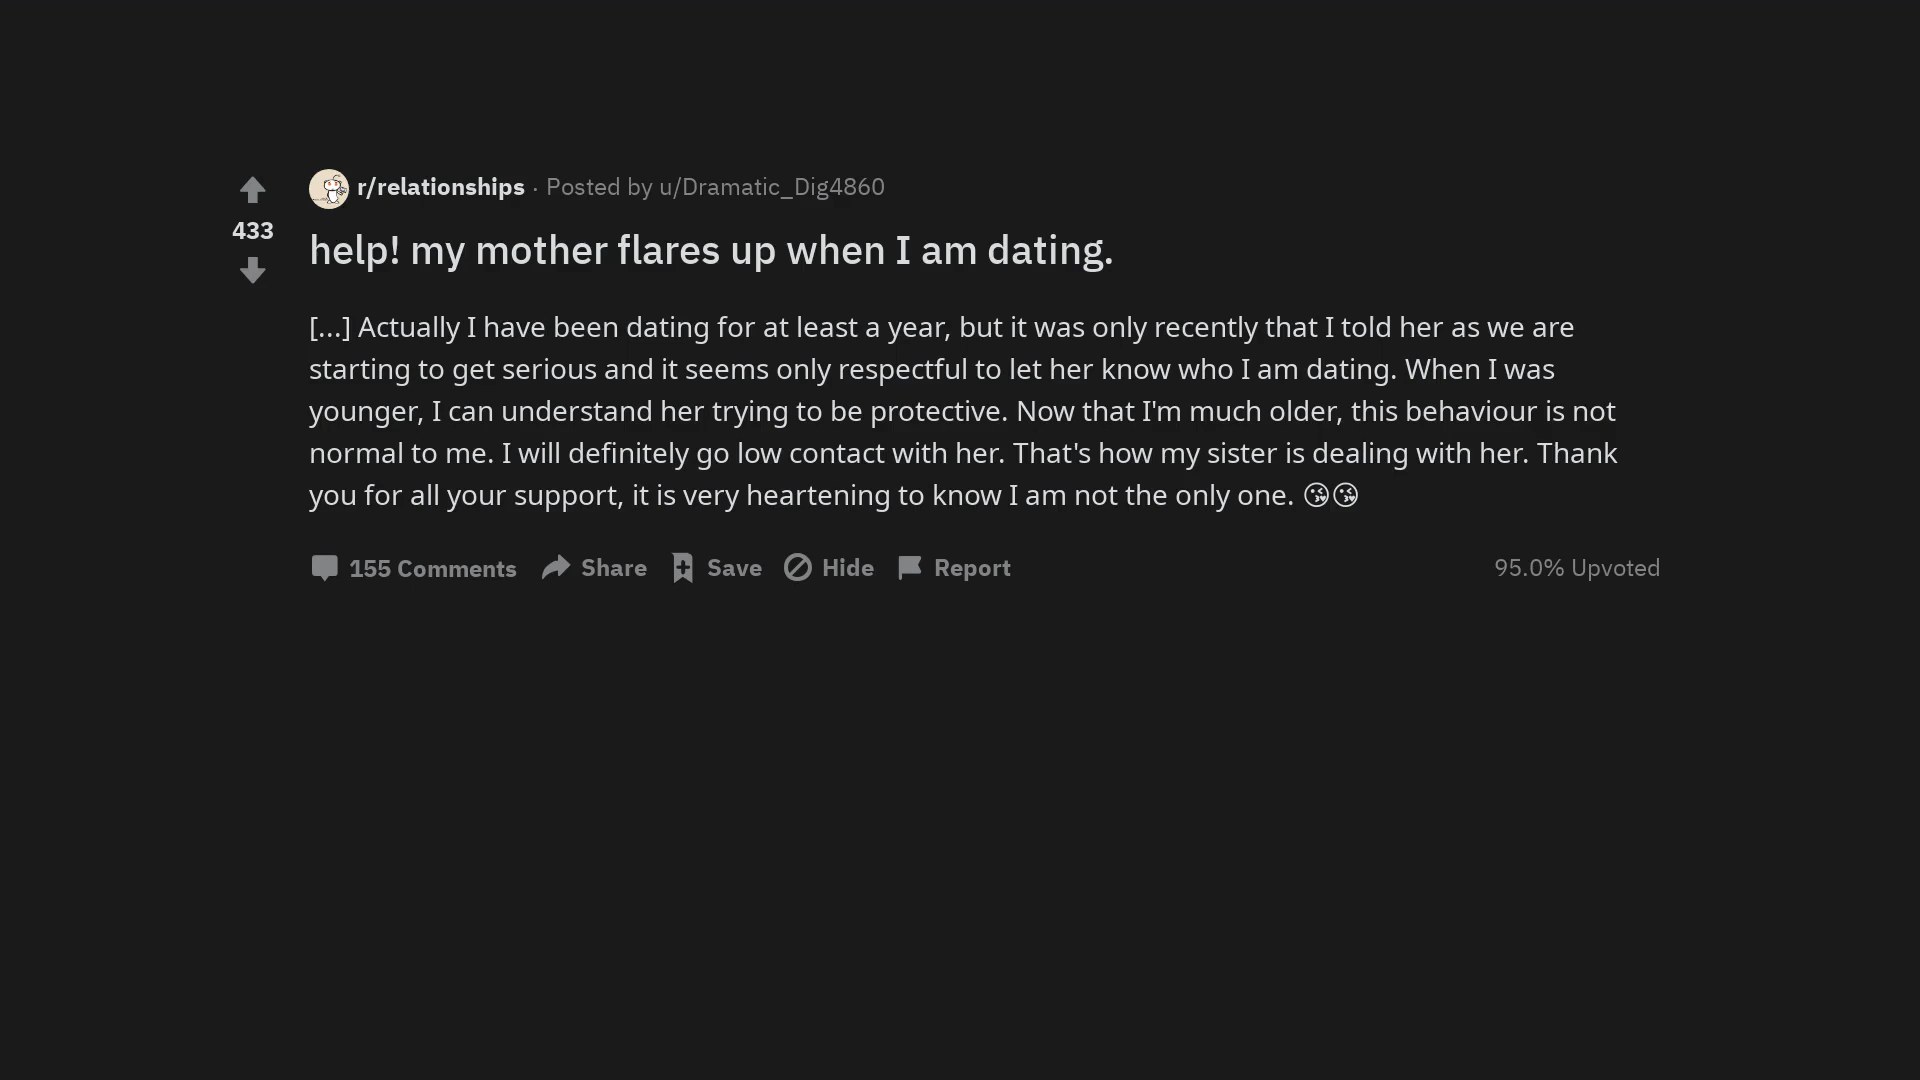 r/relationships · Posted by u/Dramatic_Dig4860
433
help! my mother flares up when I am dating.
[...] Actually I have been dating for at least a year, but it was only recently that I told her as we are
starting to get serious and it seems only respectful to let her know who I am dating. When I was
younger, I can understand her trying to be protective. Now that I'm much older, this behaviour is not
normal to me. I will definitely go low contact with her. That's how my sister is dealing with her. Thank
you for all your support, it is very heartening to know I am not the only one. 😘😘
155 Comments Share Save Hide Report 95.0% Upvoted